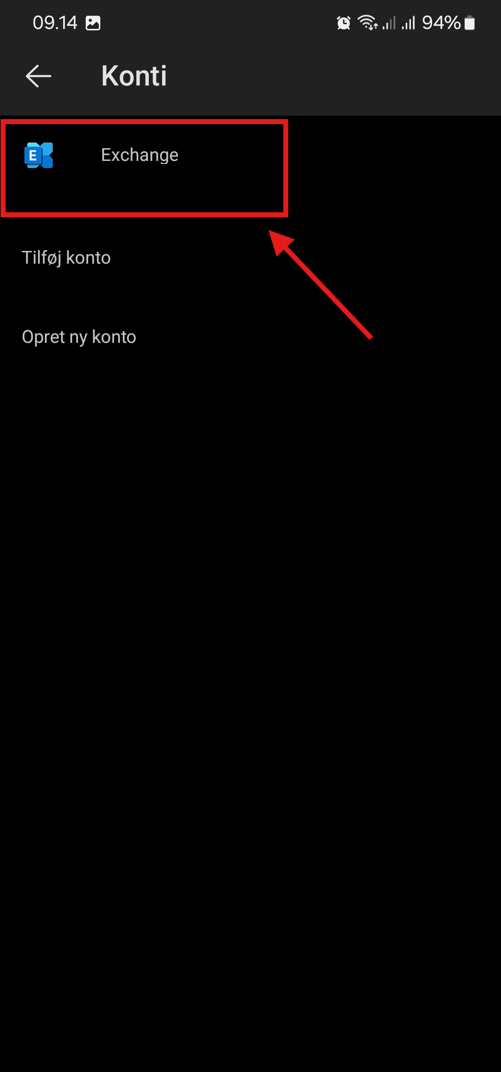 09.14 94%
Konti
E Exchange
Tilføj konto
Opret ny konto